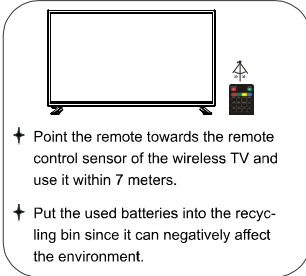 Point the remote towards the remote
control sensor of the wireless TV and
use it within 7 meters.
Put the used batteries into the recyc-
ling bin since it can negatively affect
the environment.